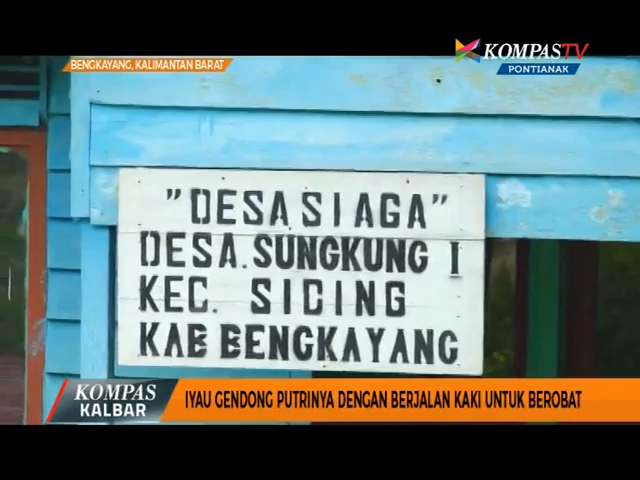 BENGKAYANG, KALIMANTAN BARAT
KOMPASTV
PONTIANAK
"DESA SIAGA"
DESA. SUNGKUNG I
KEC. SIDING
KAB BENGKAYANG
KOMPAS
KALBAR
IYAU GENDONG PUTRINYA DENGAN BERJALAN KAKI UNTUK BEROBAT